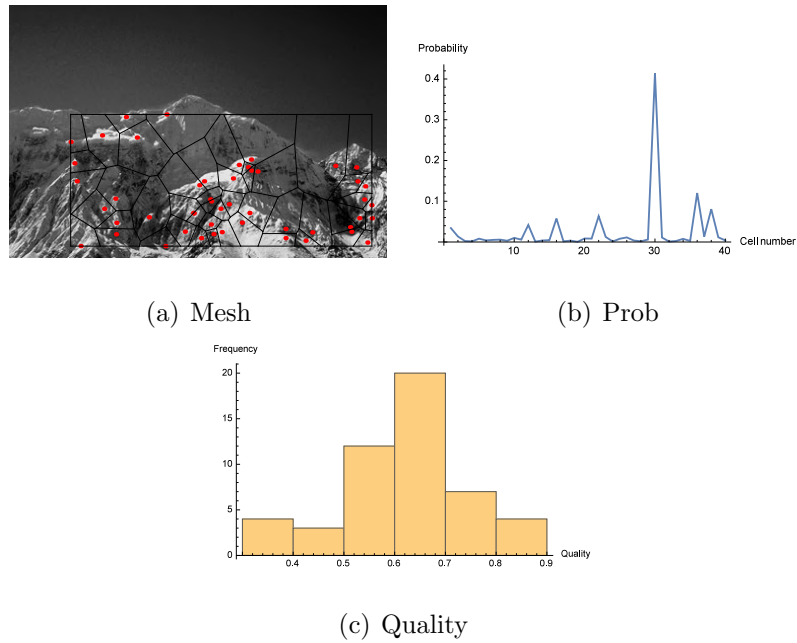 Probability
0.4
0.3
0.2
0.1
10 20 30 40
Cell number
(a) Mesh
(b) Prob
Frequency
20
15
10
5
0
0.4 0.5 0.6 0.7 0.8 0.9
Quality
(c) Quality